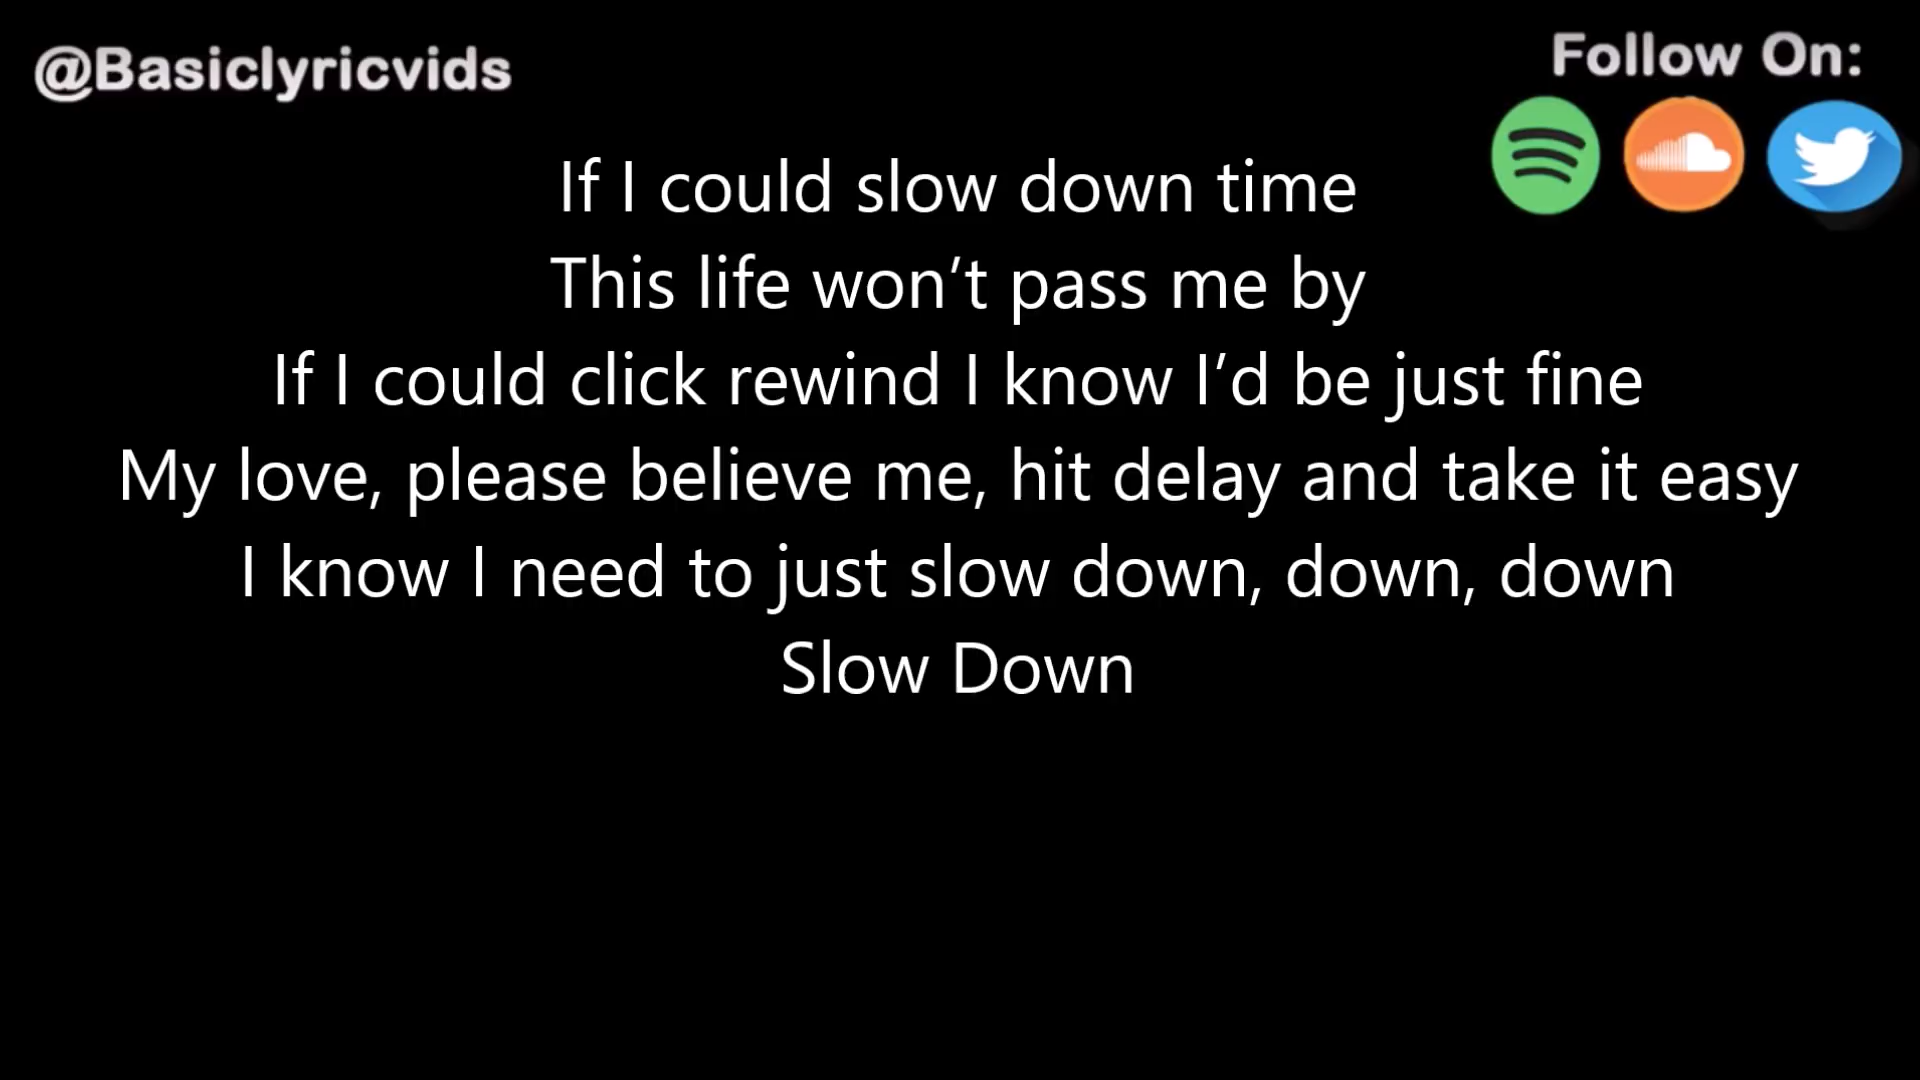 @Basiclyricvids
Follow On:
If I could slow down time
This life won’t pass me by
If I could click rewind I know I’d be just fine
My love, please believe me, hit delay and take it easy
I know I need to just slow down, down, down
Slow Down